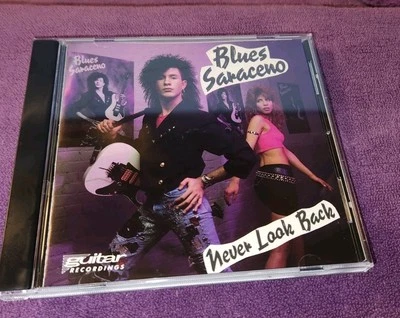 Blues
Saraceno
Blues
Saraceno
Never Look Back
guitar
RECORDINGS